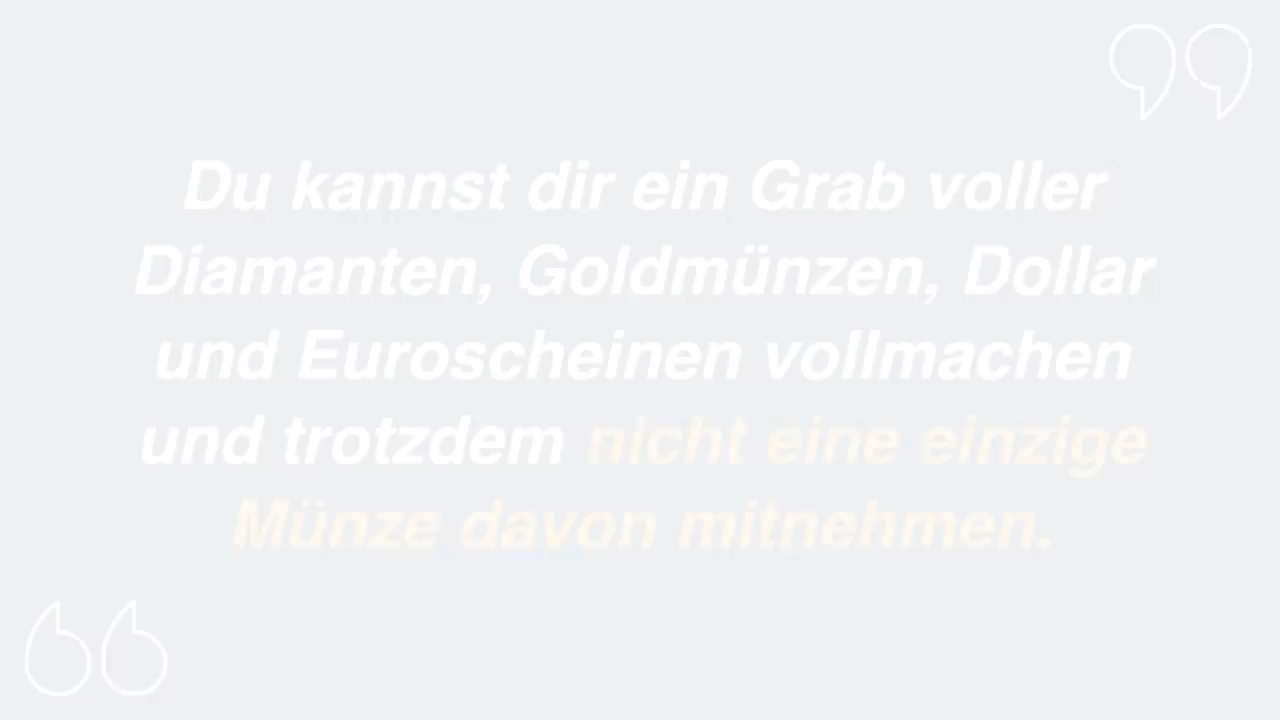 Du kannst dir ein Grab voller
Diamanten, Goldmünzen, Dollar
und Euroscheinen vollmachen
und trotzdem nicht eine einzige
Münze davon mitnehmen.